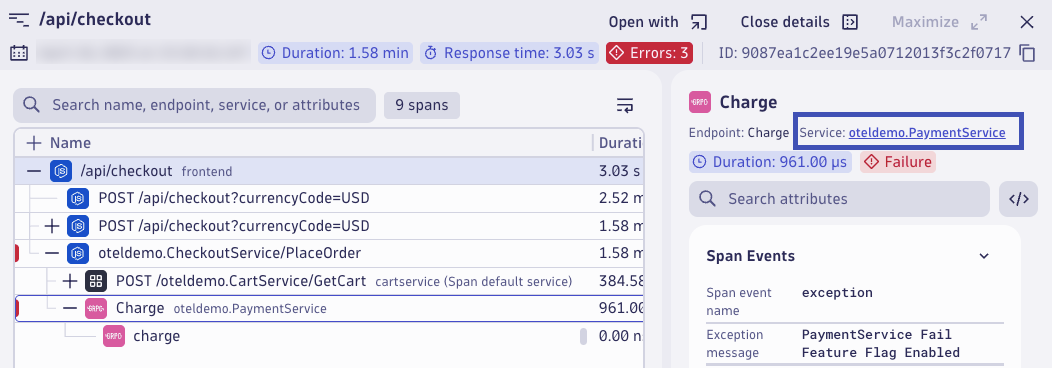 /api/checkout
Open with
Close details
Maximize
Duration: 1.58 min
Response time: 3.03 s
Errors: 3
ID: 9087ea1c2ee19e5a0712013f3c2f0717
Search name, endpoint, service, or attributes
9 spans
Name
Durati
/api/checkout frontend
3.03 s
POST /api/checkout?currencyCode=USD
2.52 m
POST /api/checkout?currencyCode=USD
1.58 m
oteldemo.CheckoutService/PlaceOrder
1.58 m
POST /oteldemo.CartService/GetCart cartservice (Span default service)
384.58
GRPC
Charge oteldemo.PaymentService
961.00
GRPC
charge
0.00 n
GRPC
Charge
Endpoint: Charge
Service: oteldemo.PaymentService
Duration: 961.00 µs
Failure
Search attributes
</>
Span Events
Span event name
exception
Exception message
PaymentService Fail
Feature Flag Enabled